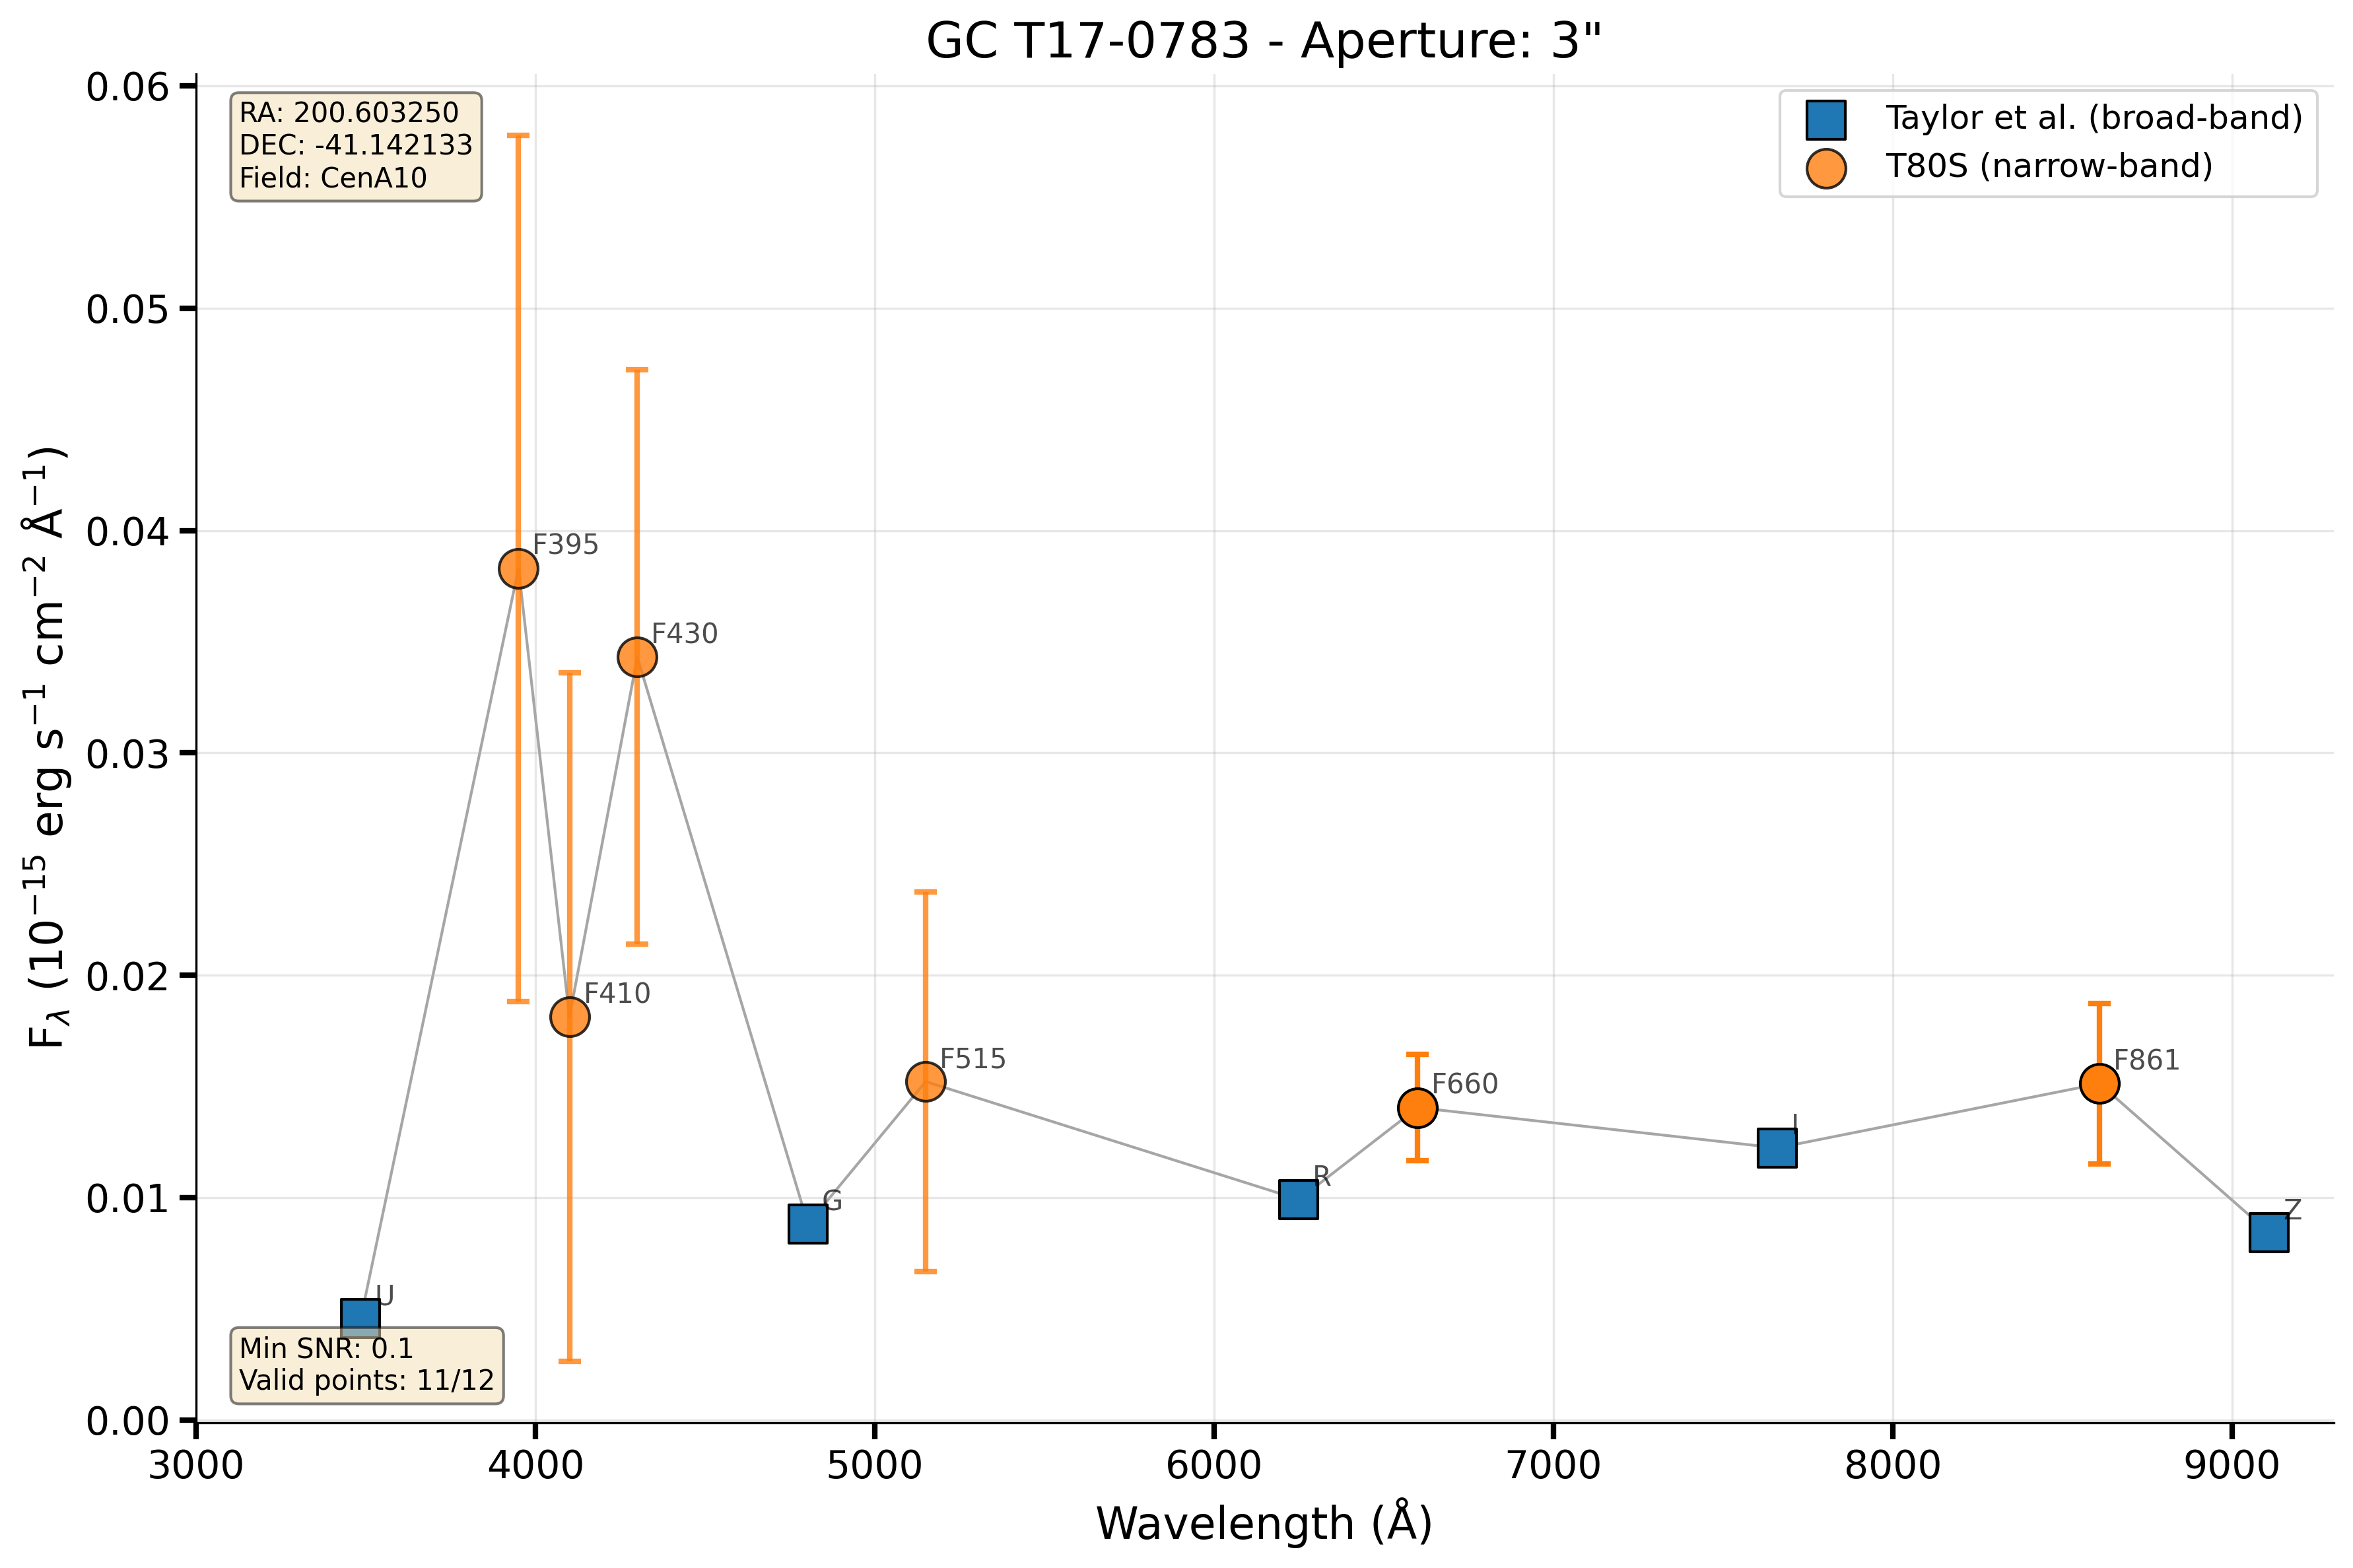 GC T17-0783 - Aperture: 3"
RA: 200.603250
DEC: -41.142133
Field: CenA10
Taylor et al. (broad-band)
T80S (narrow-band)
0.06
0.05
0.04
0.03
0.02
0.01
0.00
F_λ (10⁻¹⁵ erg s⁻¹ cm⁻² Å⁻¹)
F395
F430
F410
F515
F660
F861
I
R
G
Z
U
Min SNR: 0.1
Valid points: 11/12
3000 4000 5000 6000 7000 8000 9000
Wavelength (Å)